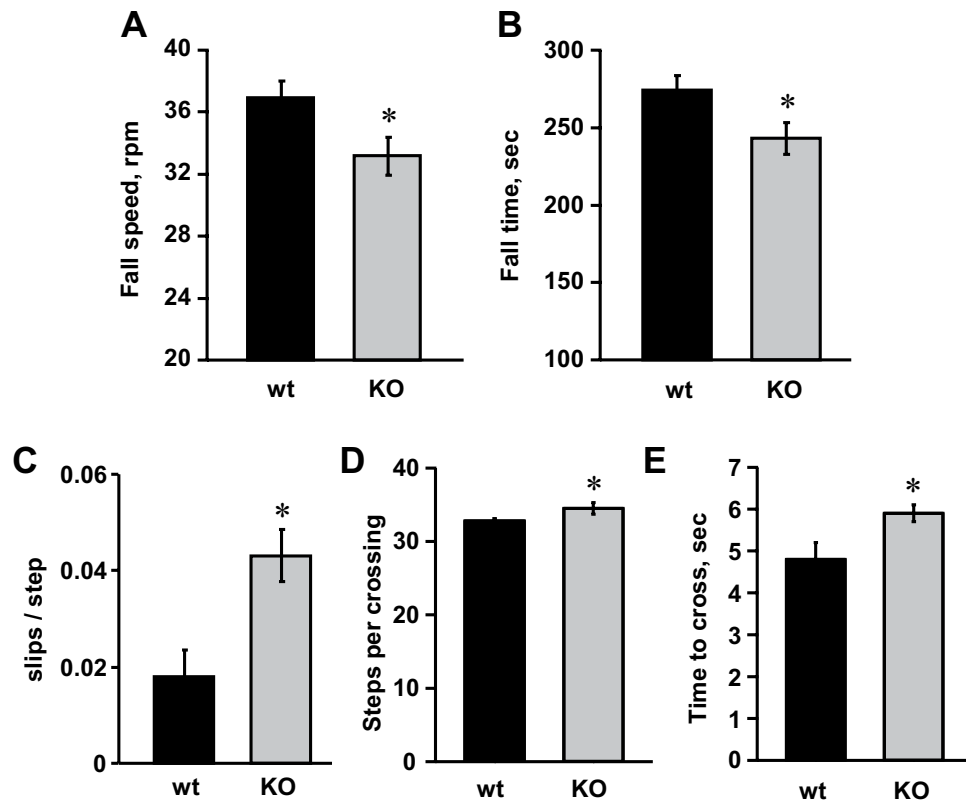 A
Fall speed, rpm
40
36
32
28
24
20
*
wt
KO
B
Fall time, sec
300
250
200
150
100
*
wt
KO
C
slips / step
0.06
0.04
0.02
0
*
wt
KO
D
Steps per crossing
40
30
20
10
0
*
wt
KO
E
Time to cross, sec
7
6
5
4
3
2
1
0
*
wt
KO